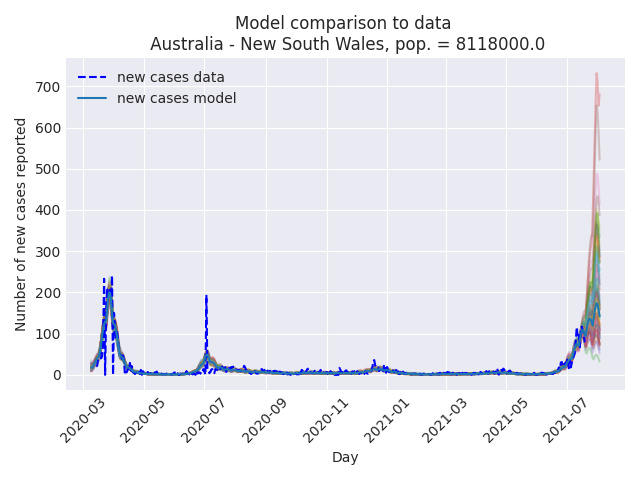 Model comparison to data
Australia - New South Wales, pop. = 8118000.0
new cases data
new cases model
Number of new cases reported
700
600
500
400
300
200
100
0
2020-03
2020-05
2020-07
2020-09
2020-11
2021-01
2021-03
2021-05
2021-07
Day